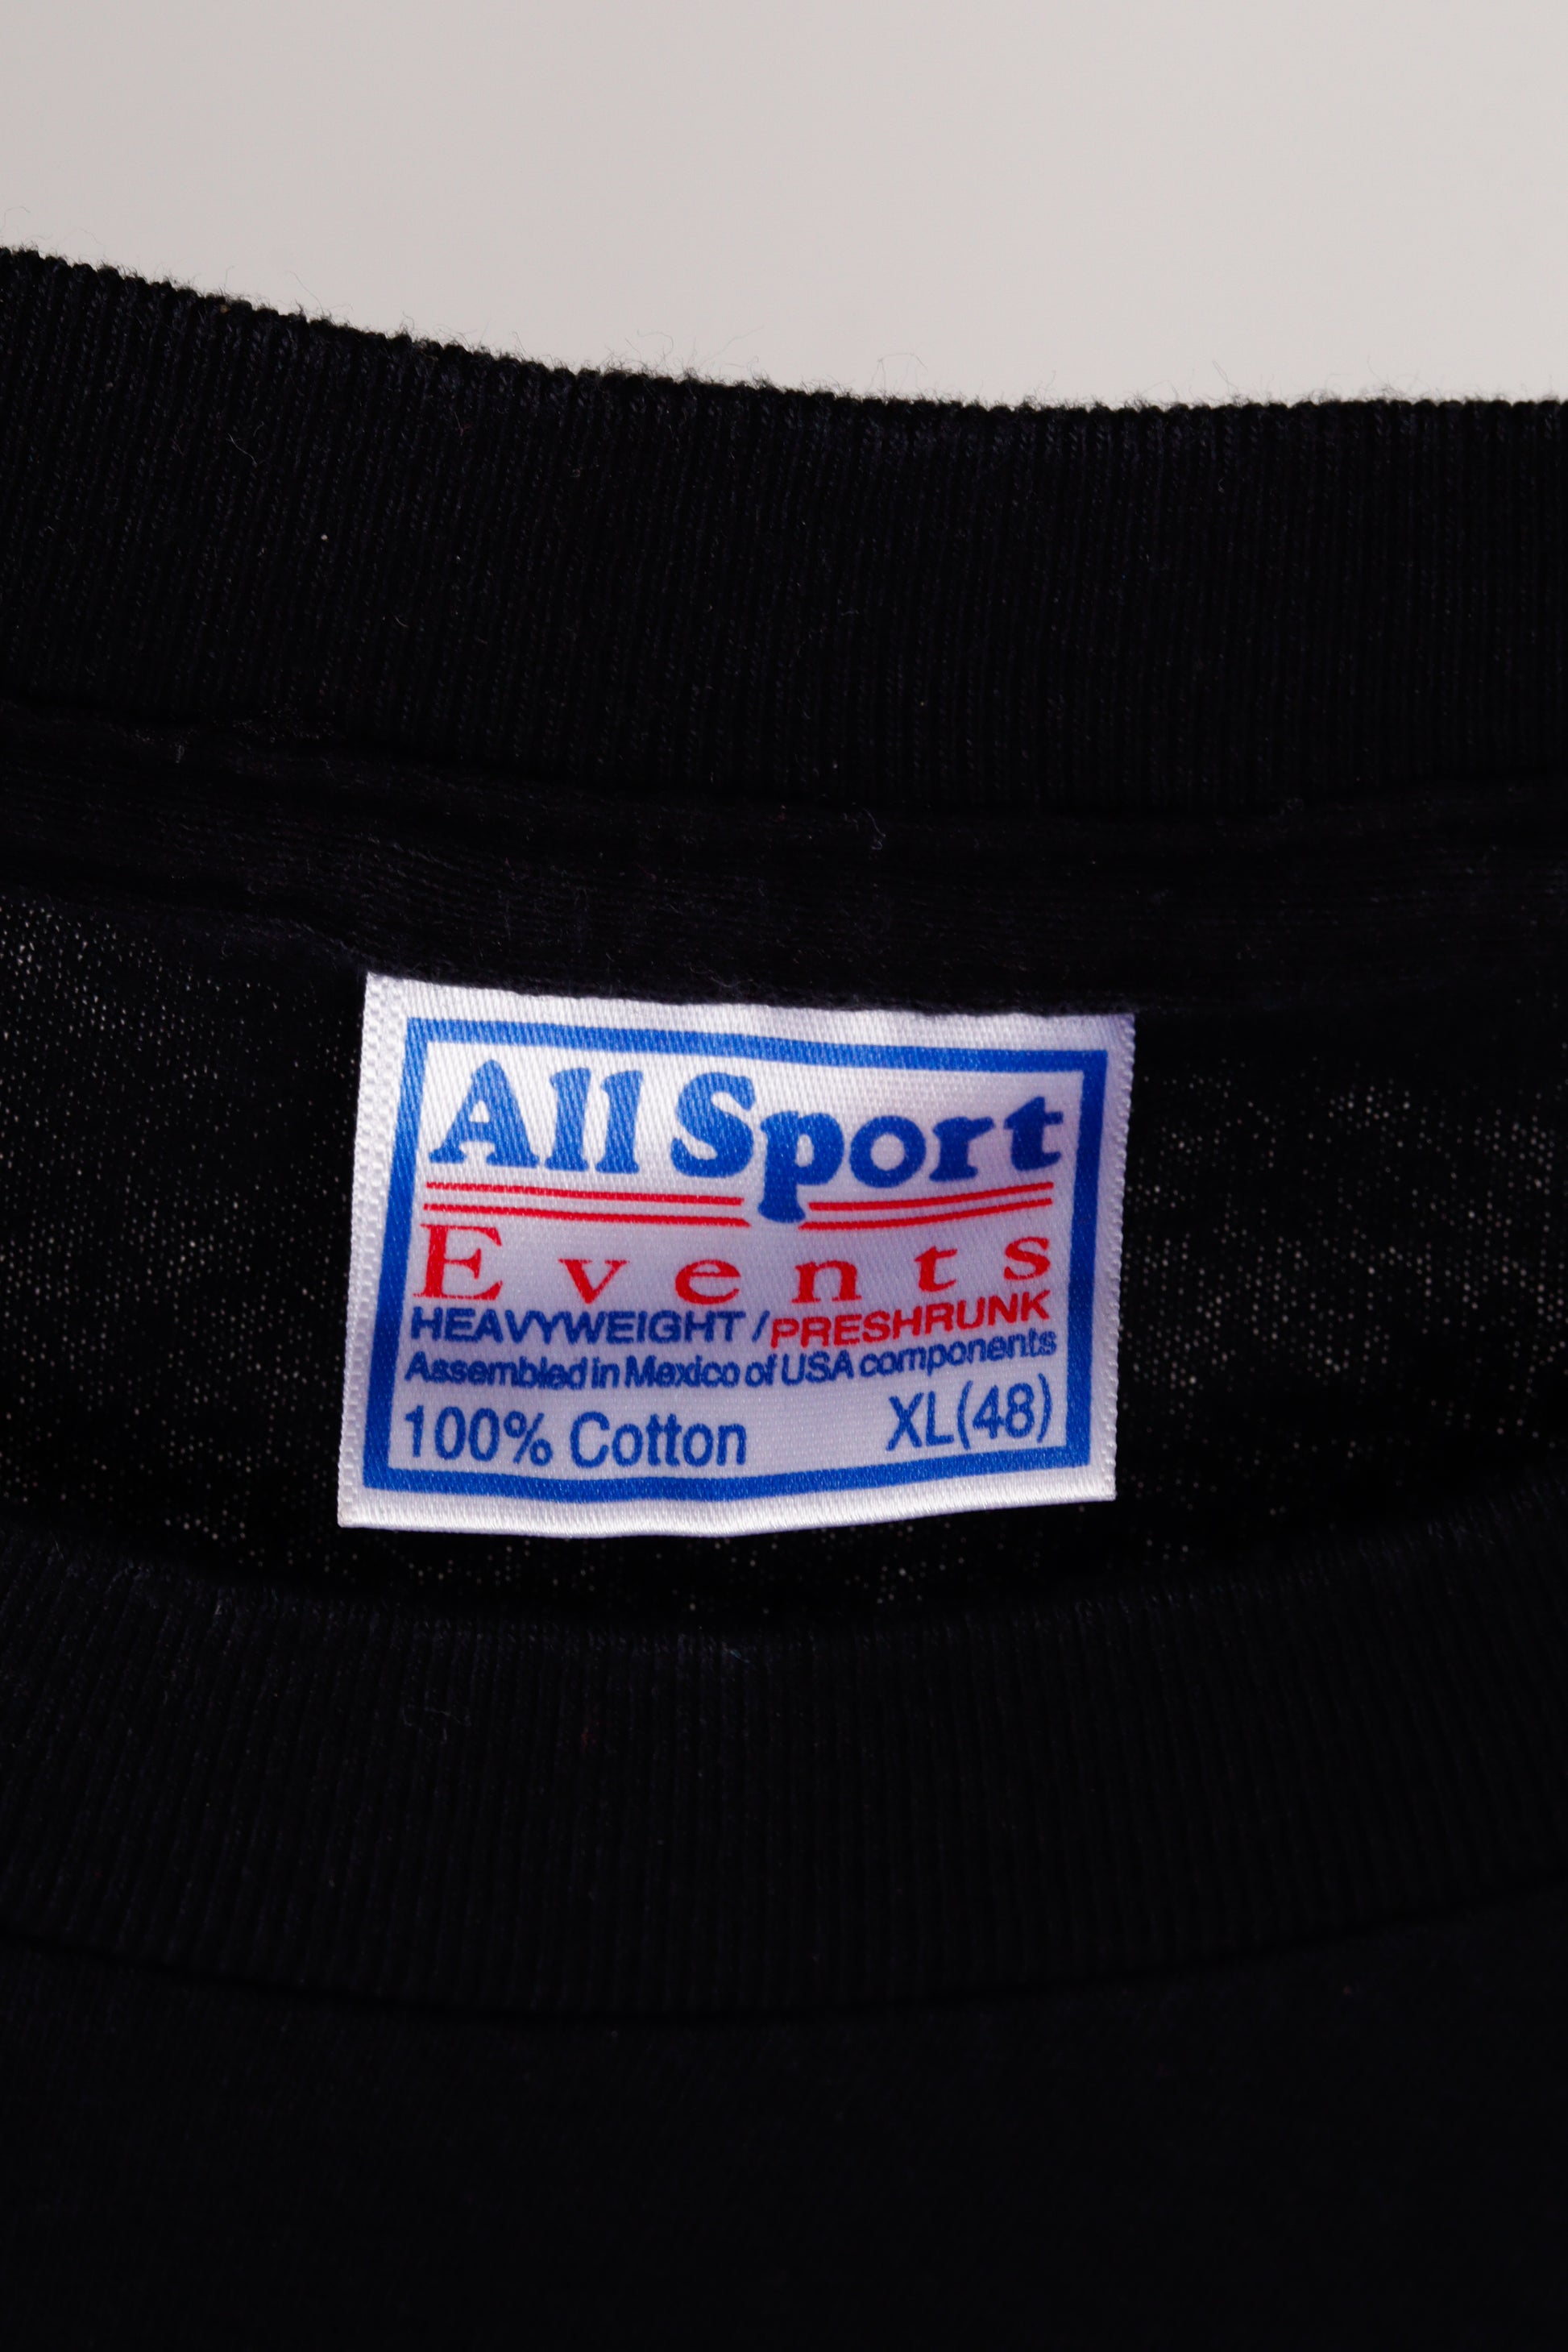 All Sport
Events
HEAVYWEIGHT / PRESHRUNK
Assembled in Mexico of USA components
100% Cotton XL(48)